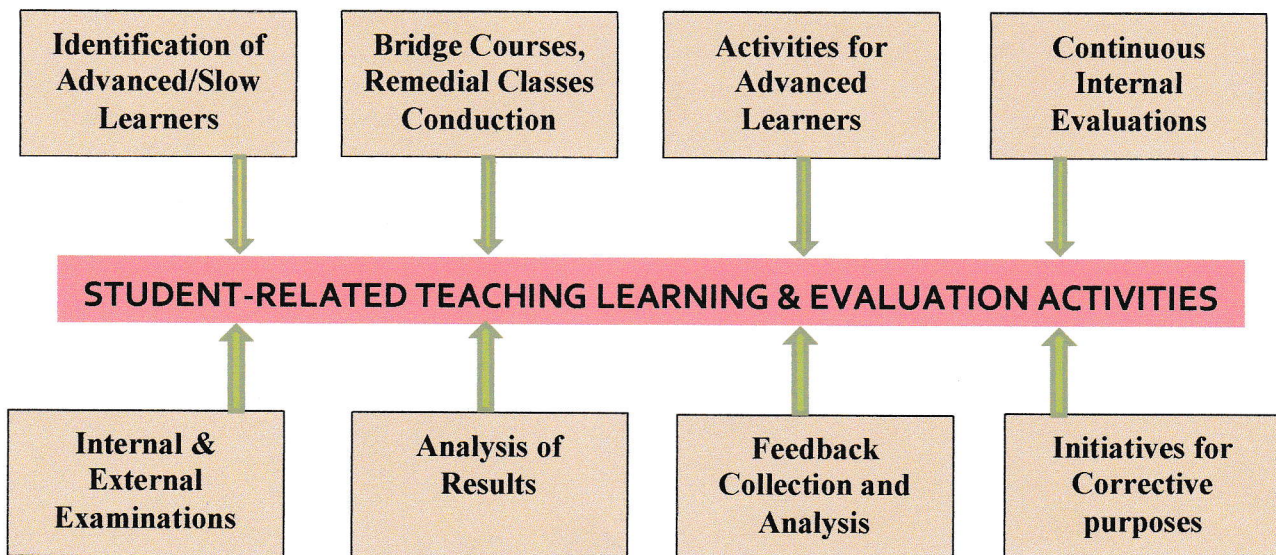 Identification of
Advanced/Slow
Learners
Bridge Courses,
Remedial Classes
Conduction
Activities for
Advanced
Learners
Continuous
Internal
Evaluations
STUDENT-RELATED TEACHING LEARNING & EVALUATION ACTIVITIES
Internal &
External
Examinations
Analysis of
Results
Feedback
Collection and
Analysis
Initiatives for
Corrective
purposes